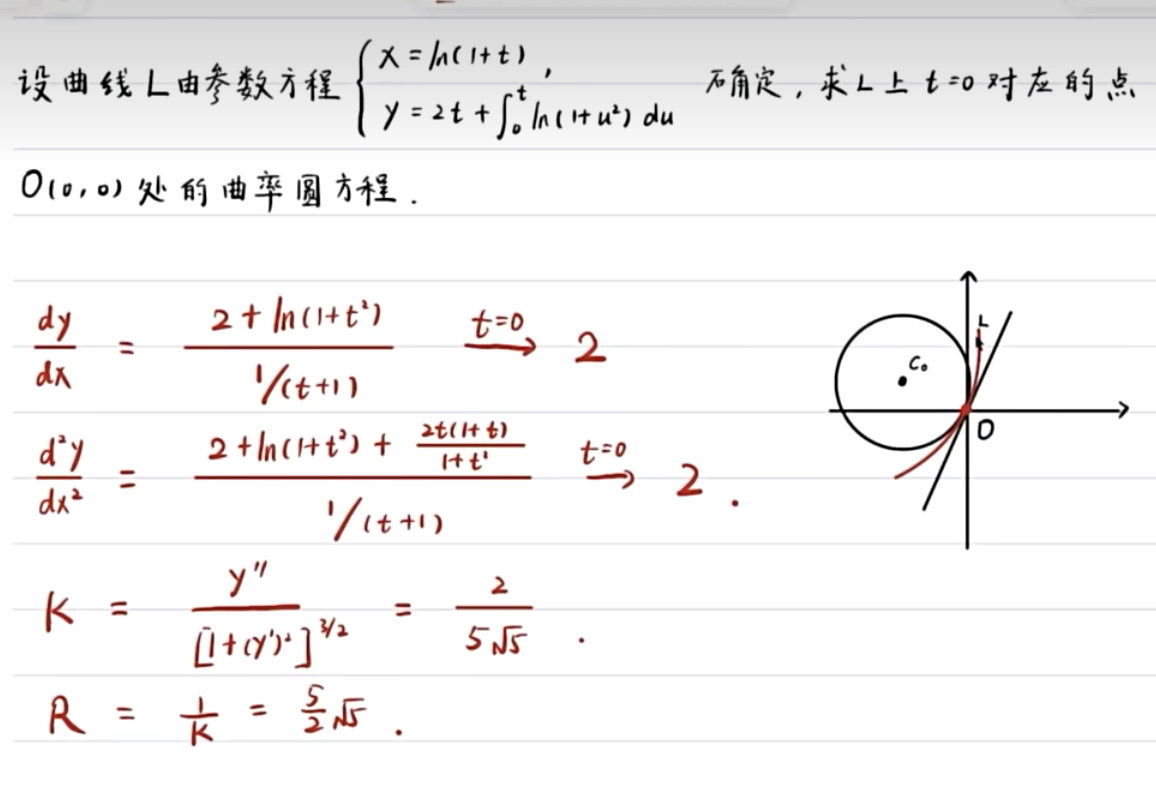 设曲线L由参数方程 { x = ln(1+t), y = 2t + ∫₀ᵗ ln(1+u²) du 确定, 求L上 t=0 对应的点
O(0,0) 处的曲率圆方程.
dy/dx = (2 + ln(1+t²)) / (1/(t+1)) —t=0→ 2
d²y/dx² = (2 + ln(1+t²) + 2t(1+t)/(1+t²)) / (1/(t+1)) —t=0→ 2.
K = y″ / [1+(y′)²]^(3/2) = 2 / (5√5).
R = 1/K = 5/2 √5.
L
C₀
O